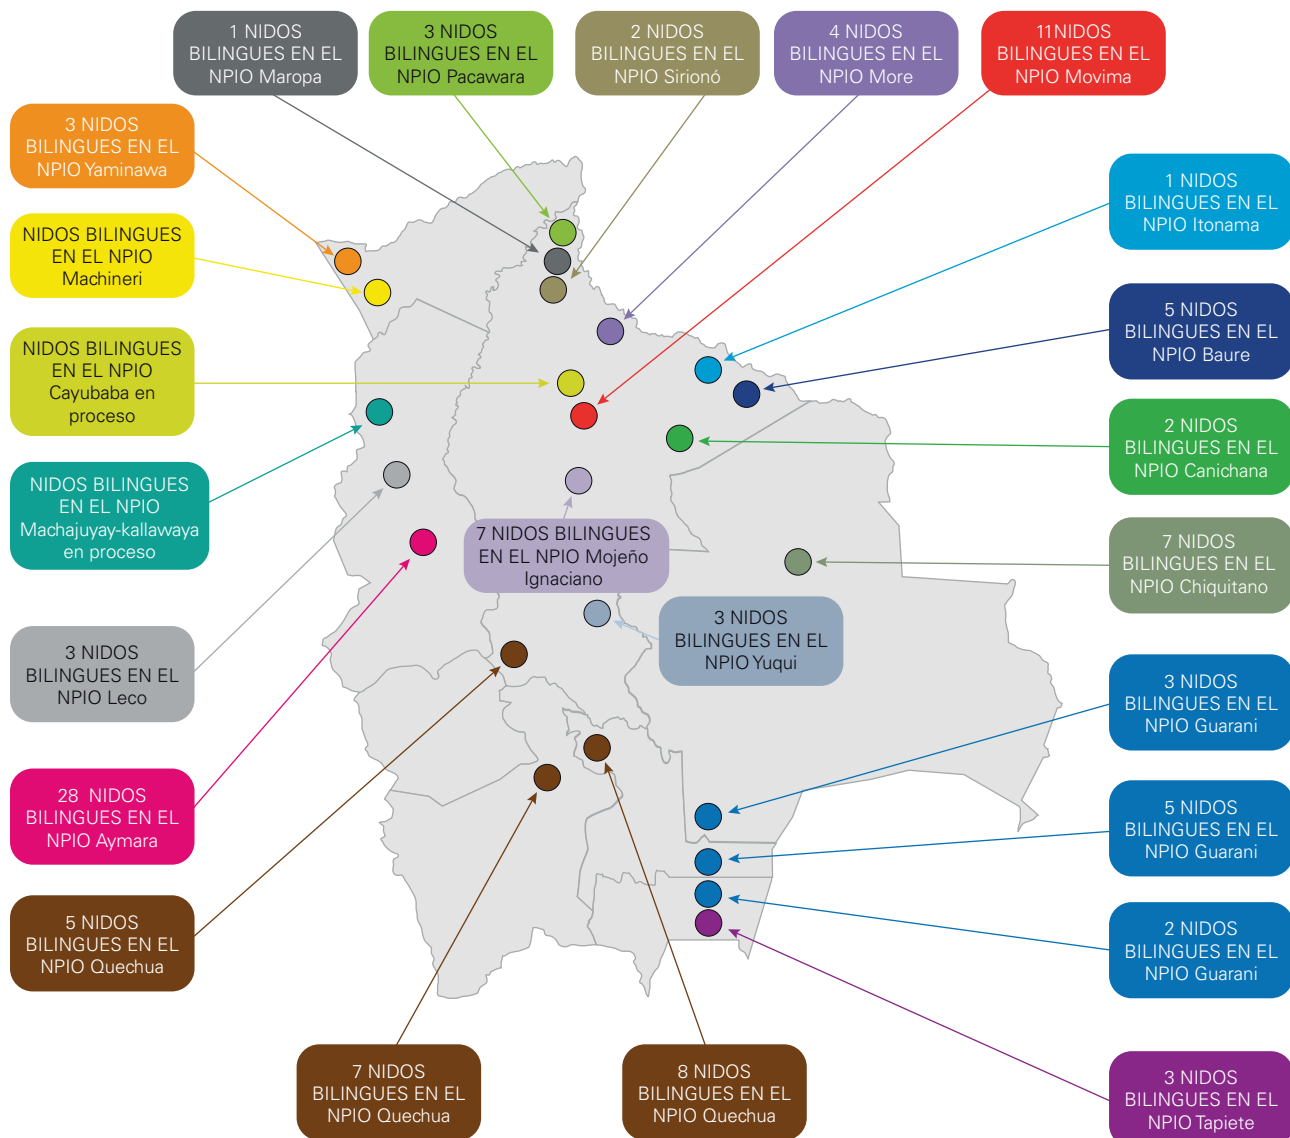 1 NIDOS
BILINGUES EN EL
NPIO Maropa
3 NIDOS
BILINGUES EN EL
NPIO Pacawara
2 NIDOS
BILINGUES EN EL
NPIO Sirionó
4 NIDOS
BILINGUES EN EL
NPIO More
11NIDOS
BILINGUES EN EL
NPIO Movima
3 NIDOS
BILINGUES EN EL
NPIO Yaminawa
NIDOS BILINGUES
EN EL NPIO
Machineri
NIDOS BILINGUES
EN EL NPIO
Cayubaba en
proceso
NIDOS BILINGUES
EN EL NPIO
Machajuyay-kallawaya
en proceso
3 NIDOS
BILINGUES EN EL
NPIO Leco
28 NIDOS
BILINGUES EN EL
NPIO Aymara
5 NIDOS
BILINGUES EN EL
NPIO Quechua
7 NIDOS
BILINGUES EN EL
NPIO Quechua
8 NIDOS
BILINGUES EN EL
NPIO Quechua
7 NIDOS BILINGUES
EN EL NPIO Mojeño
Ignaciano
3 NIDOS
BILINGUES EN EL
NPIO Yuqui
1 NIDOS
BILINGUES EN EL
NPIO Itonama
5 NIDOS
BILINGUES EN EL
NPIO Baure
2 NIDOS
BILINGUES EN EL
NPIO Canichana
7 NIDOS
BILINGUES EN EL
NPIO Chiquitano
3 NIDOS
BILINGUES EN EL
NPIO Guarani
5 NIDOS
BILINGUES EN EL
NPIO Guarani
2 NIDOS
BILINGUES EN EL
NPIO Guarani
3 NIDOS
BILINGUES EN EL
NPIO Tapiete